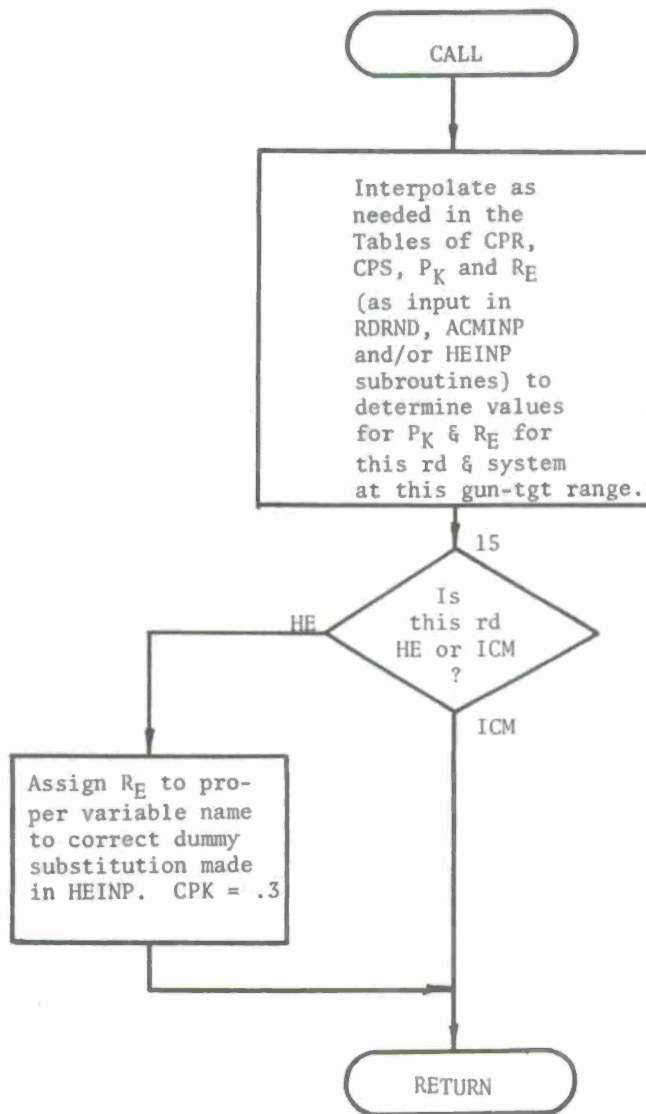 CALL
Interpolate as
needed in the
Tables of CPR,
CPS, PK and RE
(as input in
RDRND, ACMINP
and/or HEINP
subroutines) to
determine values
for PK & RE for
this rd & system
at this gun-tgt range.
15
Is
this rd
HE or ICM
?
HE
ICM
Assign RE to pro-
per variable name
to correct dummy
substitution made
in HEINP. CPK = .3
RETURN